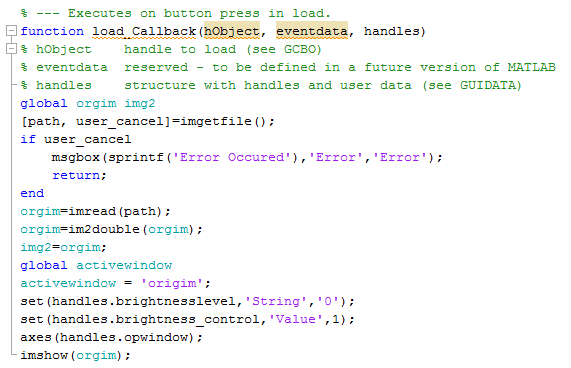 % --- Executes on button press in load.
function load_Callback(hObject, eventdata, handles)
% hObject    handle to load (see GCBO)
% eventdata  reserved - to be defined in a future version of MATLAB
% handles    structure with handles and user data (see GUIDATA)
global orgim img2
[path, user_cancel]=imgetfile();
if user_cancel
    msgbox(sprintf('Error Occured'),'Error','Error');
    return;
end
orgim=imread(path);
orgim=im2double(orgim);
img2=orgim;
global activewindow
activewindow = 'origim';
set(handles.brightnesslevel,'String','0');
set(handles.brightness_control,'Value',1);
axes(handles.opwindow);
imshow(orgim);